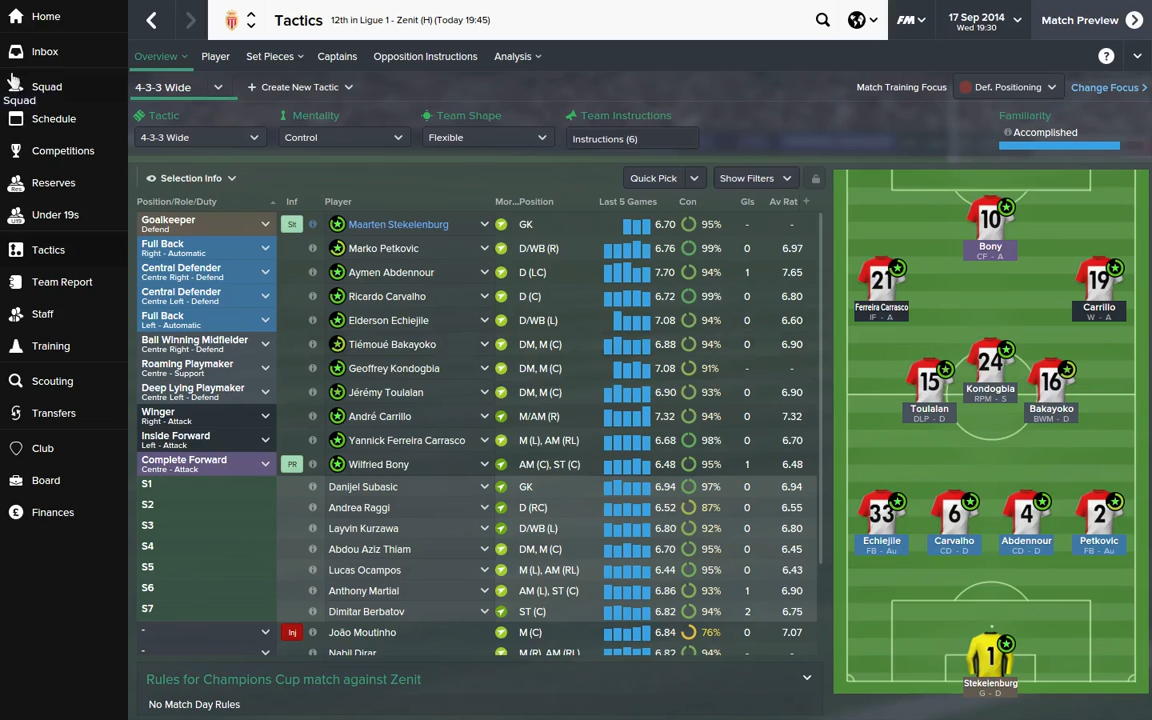 Home
Inbox
Squad
Squad
Schedule
Competitions
Reserves
Under 19s
Tactics
Team Report
Staff
Training
Scouting
Transfers
Club
Board
Finances
Tactics
12th in Ligue 1 - Zenit (H) (Today 19:45)
FM
17 Sep 2014
Wed 19:30
Match Preview
Overview Player Set Pieces Captains Opposition Instructions Analysis
4-3-3 Wide
+ Create New Tactic
Match Training Focus
Def. Positioning
Change Focus >
Tactic
4-3-3 Wide
Mentality
Control
Team Shape
Flexible
Team Instructions
Instructions (6)
Familiarity
Accomplished
Selection Info
Quick Pick
Show Filters
Position/Role/Duty Inf Player Mor... Position Last 5 Games Con Gls Av Rat
Goalkeeper
Defend
Slt Maarten Stekelenburg GK 6.70 95% - -
Full Back
Right - Automatic
Marko Petkovic D/WB (R) 6.76 99% 0 6.97
Central Defender
Centre Right - Defend
Aymen Abdennour D (LC) 7.70 94% 1 7.65
Central Defender
Centre Left - Defend
Ricardo Carvalho D (C) 6.72 99% 0 6.80
Full Back
Left - Automatic
Elderson Echiejile D/WB (L) 7.08 94% 0 6.60
Ball Winning Midfielder
Centre Right - Defend
Tiémoué Bakayoko DM, M (C) 6.88 94% 0 6.90
Roaming Playmaker
Centre - Support
Geoffrey Kondogbia DM, M (C) 7.08 91% - -
Deep Lying Playmaker
Centre Left - Defend
Jérémy Toulalan DM, M (C) 6.90 93% 0 6.90
Winger
Right - Attack
André Carrillo M/AM (R) 7.32 94% 0 7.32
Inside Forward
Left - Attack
Yannick Ferreira Carrasco M (L), AM (RL) 6.68 98% 0 6.70
Complete Forward
Centre - Attack
PR Wilfried Bony AM (C), ST (C) 6.48 95% 1 6.48
S1 Danijel Subasic GK 6.94 97% 0 6.94
S2 Andrea Raggi D (RC) 6.52 87% 0 6.55
S3 Layvin Kurzawa D/WB (L) 6.80 92% 0 6.80
S4 Abdou Aziz Thiam DM, M (C) 6.70 95% 0 6.45
S5 Lucas Ocampos M (L), AM (RL) 6.44 95% 0 6.43
S6 Anthony Martial AM (L), ST (C) 6.86 93% 1 6.90
S7 Dimitar Berbatov ST (C) 6.82 94% 2 6.75
- Inj João Moutinho M (C) 6.84 76% 0 7.07
- Nabil Dirar M (R), AM (RL) 6.82 94% - -
Rules for Champions Cup match against Zenit
No Match Day Rules
10
Bony
CF - A
21
Ferreira Carrasco
IF - A
19
Carrillo
W - A
24
Kondogbia
RPM - S
15
Toulalan
DLP - D
16
Bakayoko
BWM - D
33
Echiejile
FB - Au
6
Carvalho
CD - D
4
Abdennour
CD - D
2
Petkovic
FB - Au
1
Stekelenburg
G - D